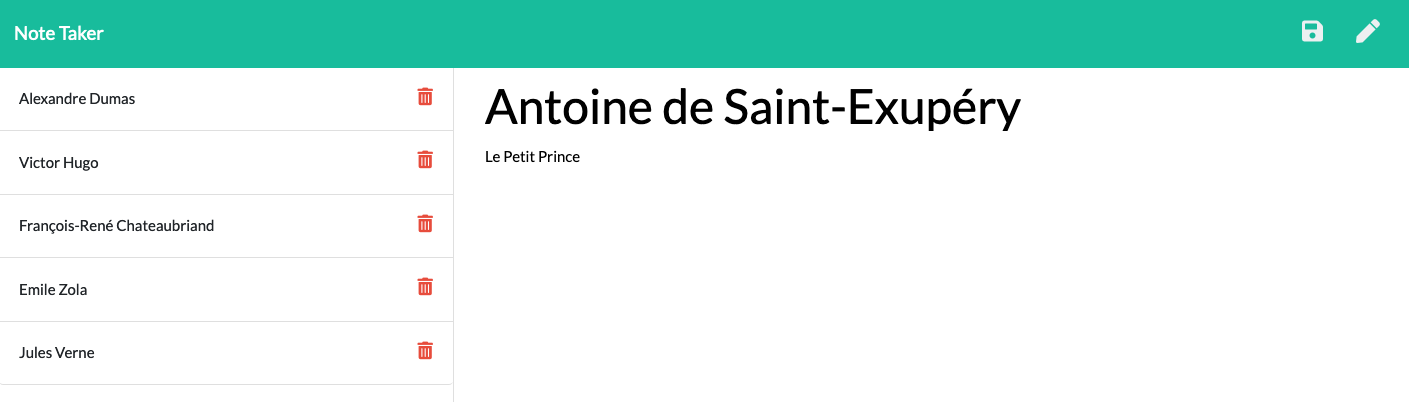 Note Taker
Alexandre Dumas
Victor Hugo
François-René Chateaubriand
Emile Zola
Jules Verne
Antoine de Saint-Exupéry
Le Petit Prince